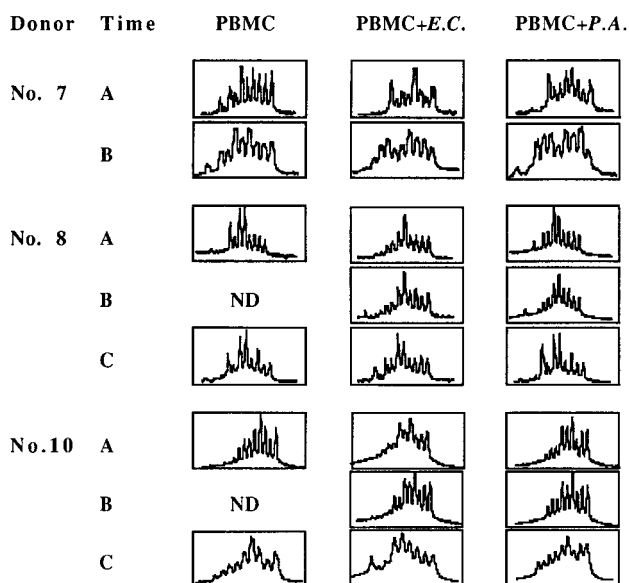 Donor Time PBMC PBMC+E.C. PBMC+P.A.
No. 7 A
B
No. 8 A
B ND
C
No.10 A
B ND
C